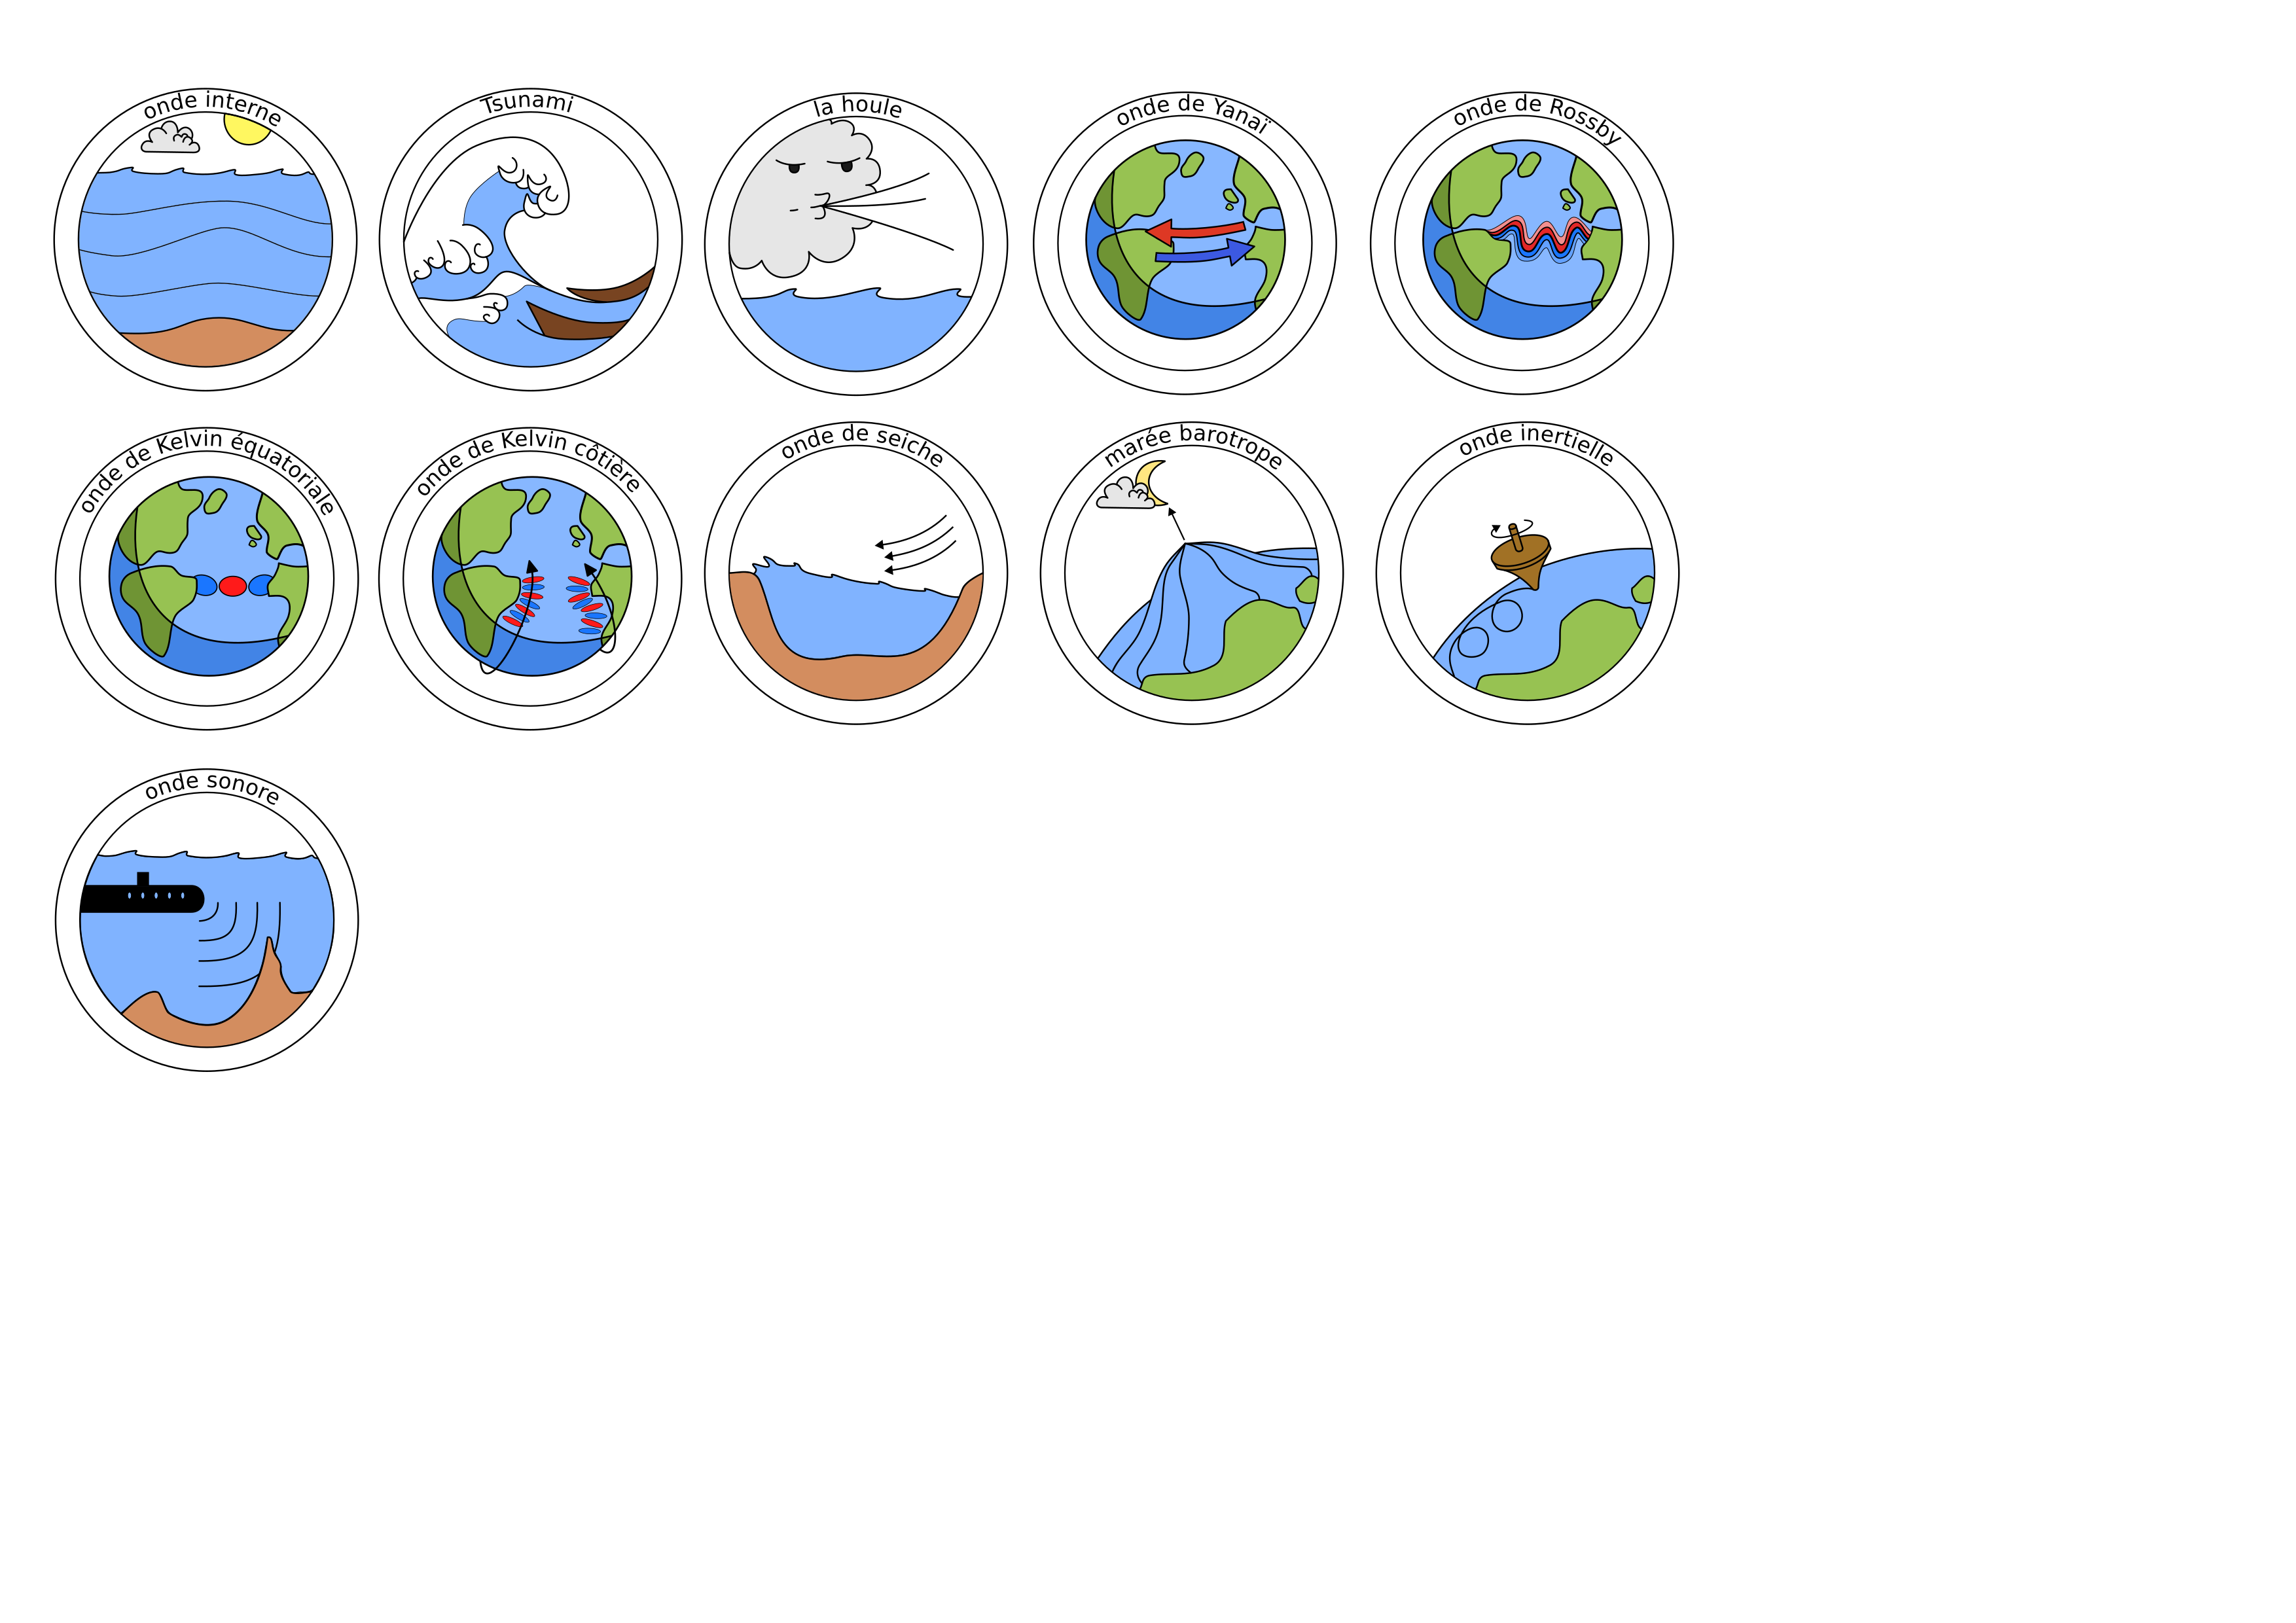 onde interne
Tsunami
la houle
onde de Yanaï
onde de Rossby
onde de Kelvin équatoriale
onde de Kelvin côtière
onde de seiche
marée barotrope
onde inertielle
onde sonore